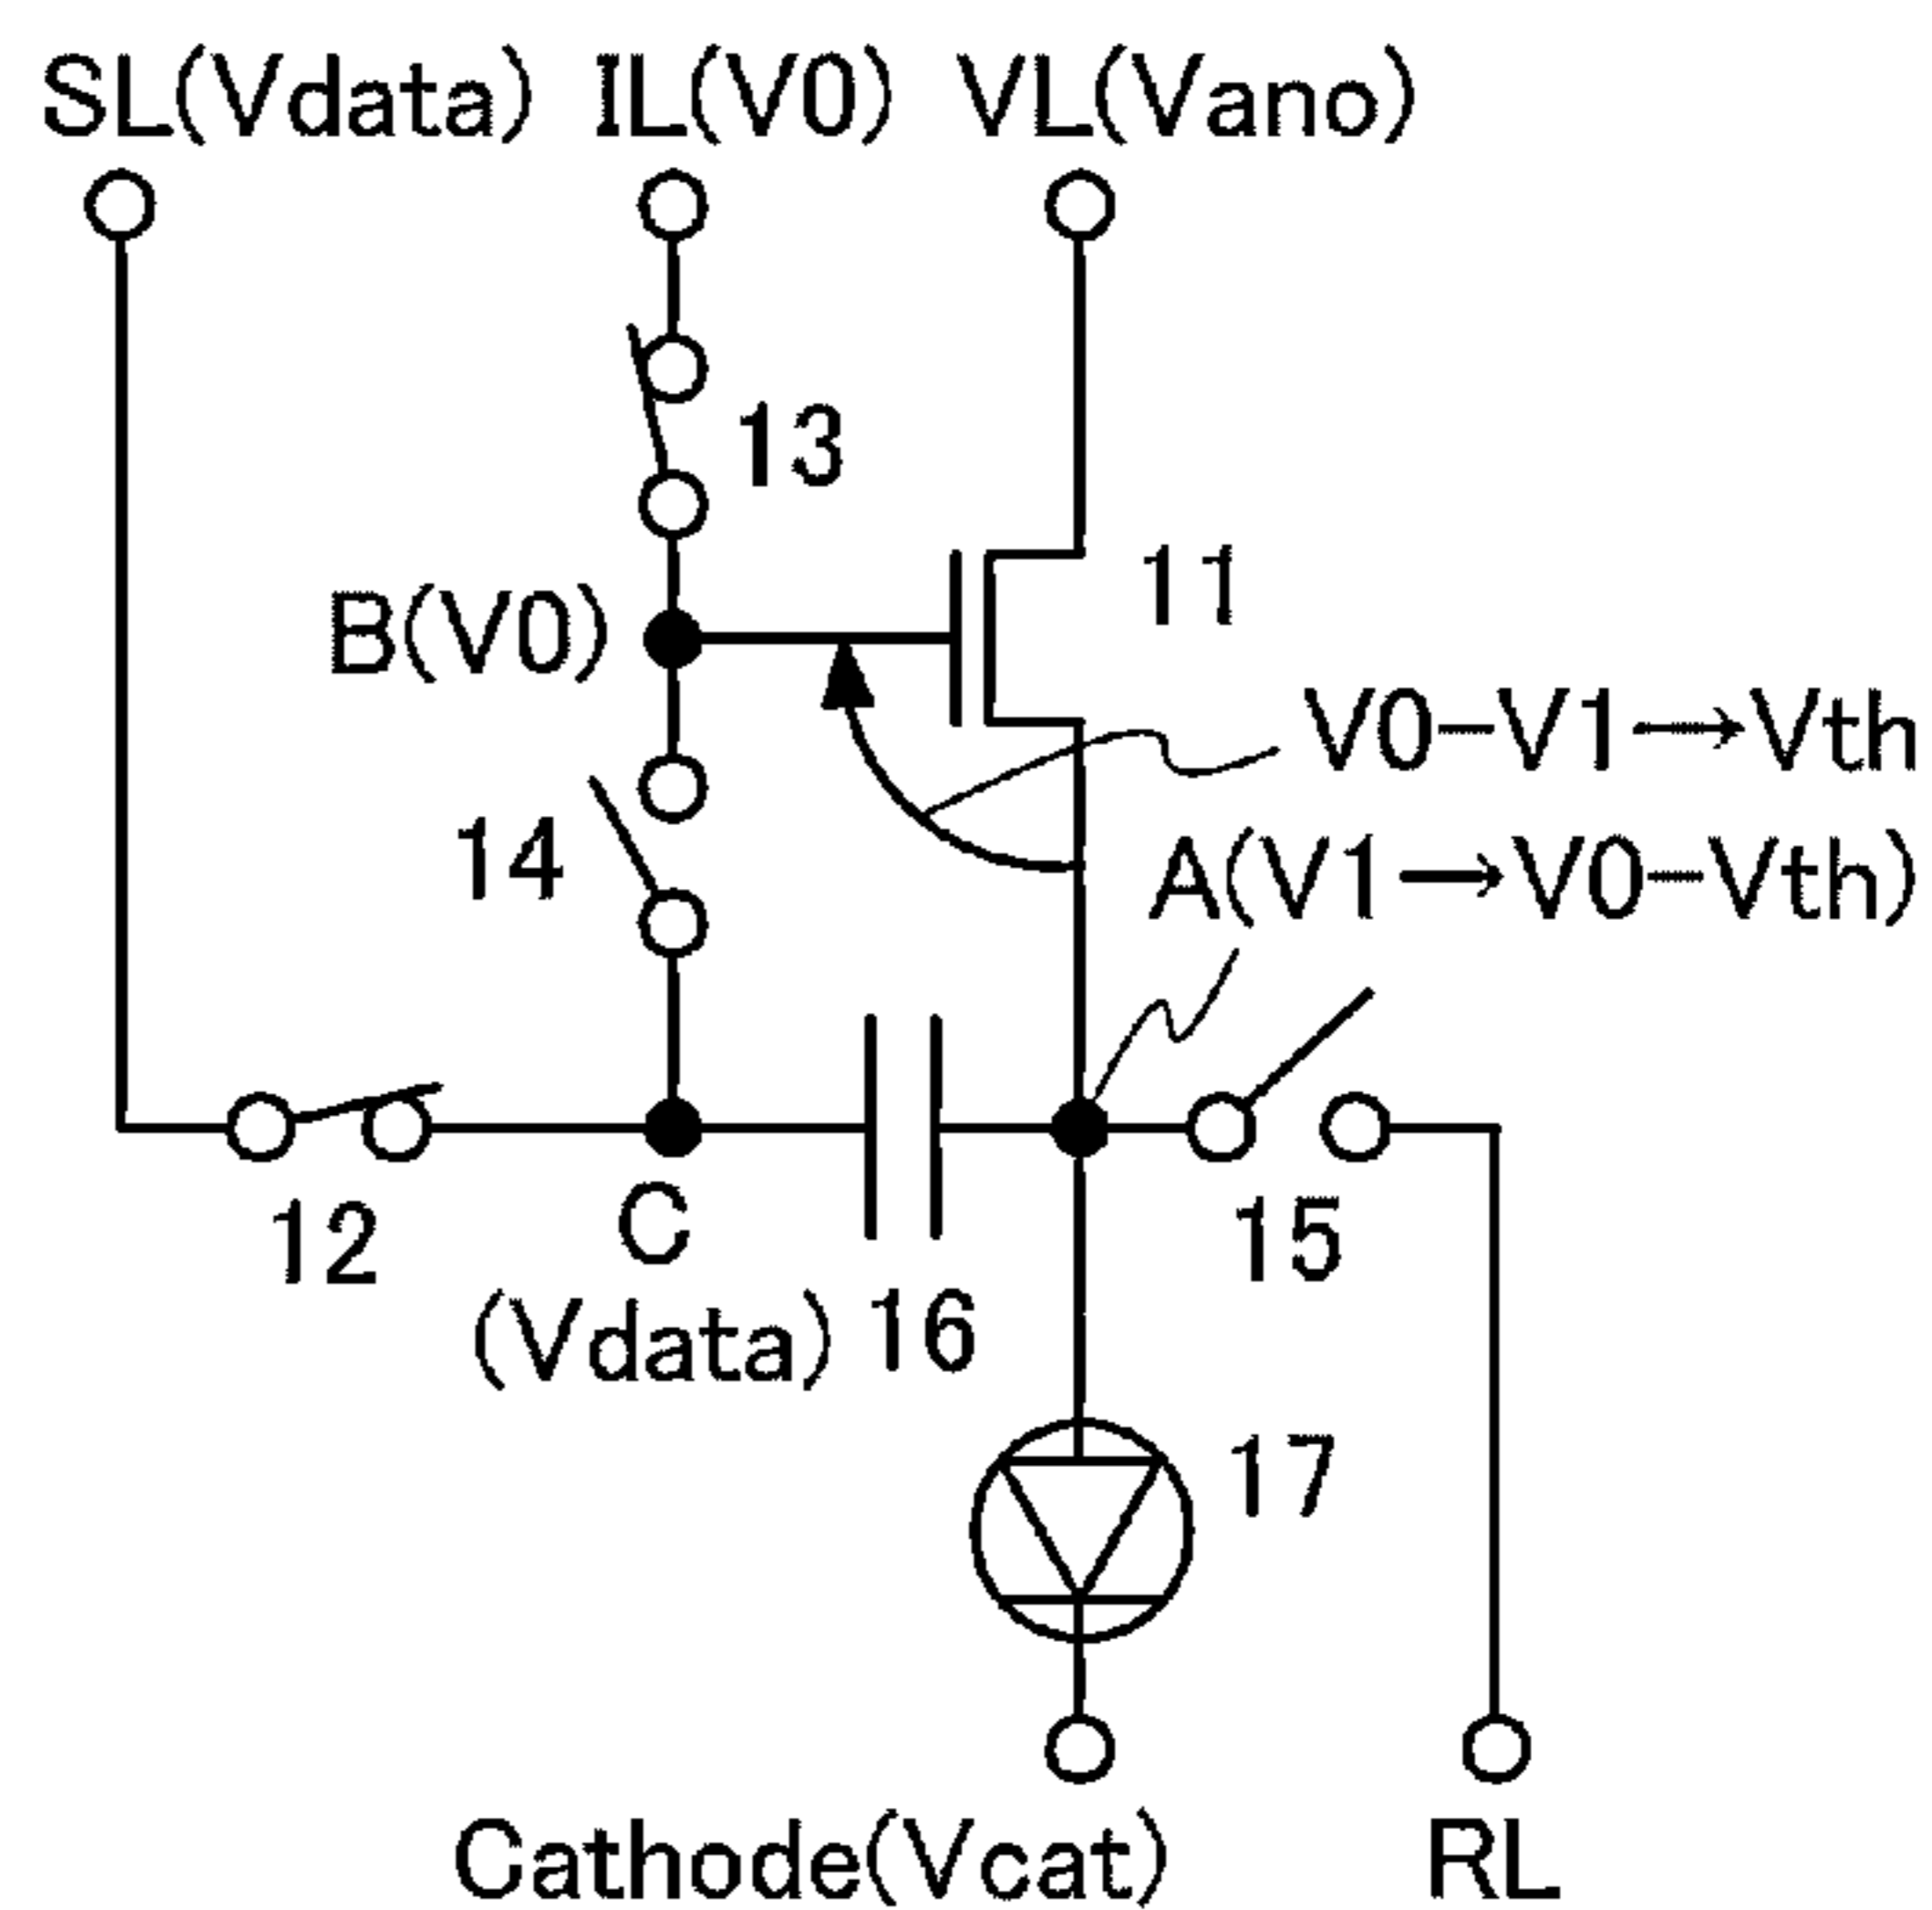 SL(Vdata) IL(V0) VL(Vano)
13
11
B(V0)
V0−V1→Vth
14
A(V1→V0−Vth)
12
C
(Vdata)
15
16
17
Cathode(Vcat)
RL